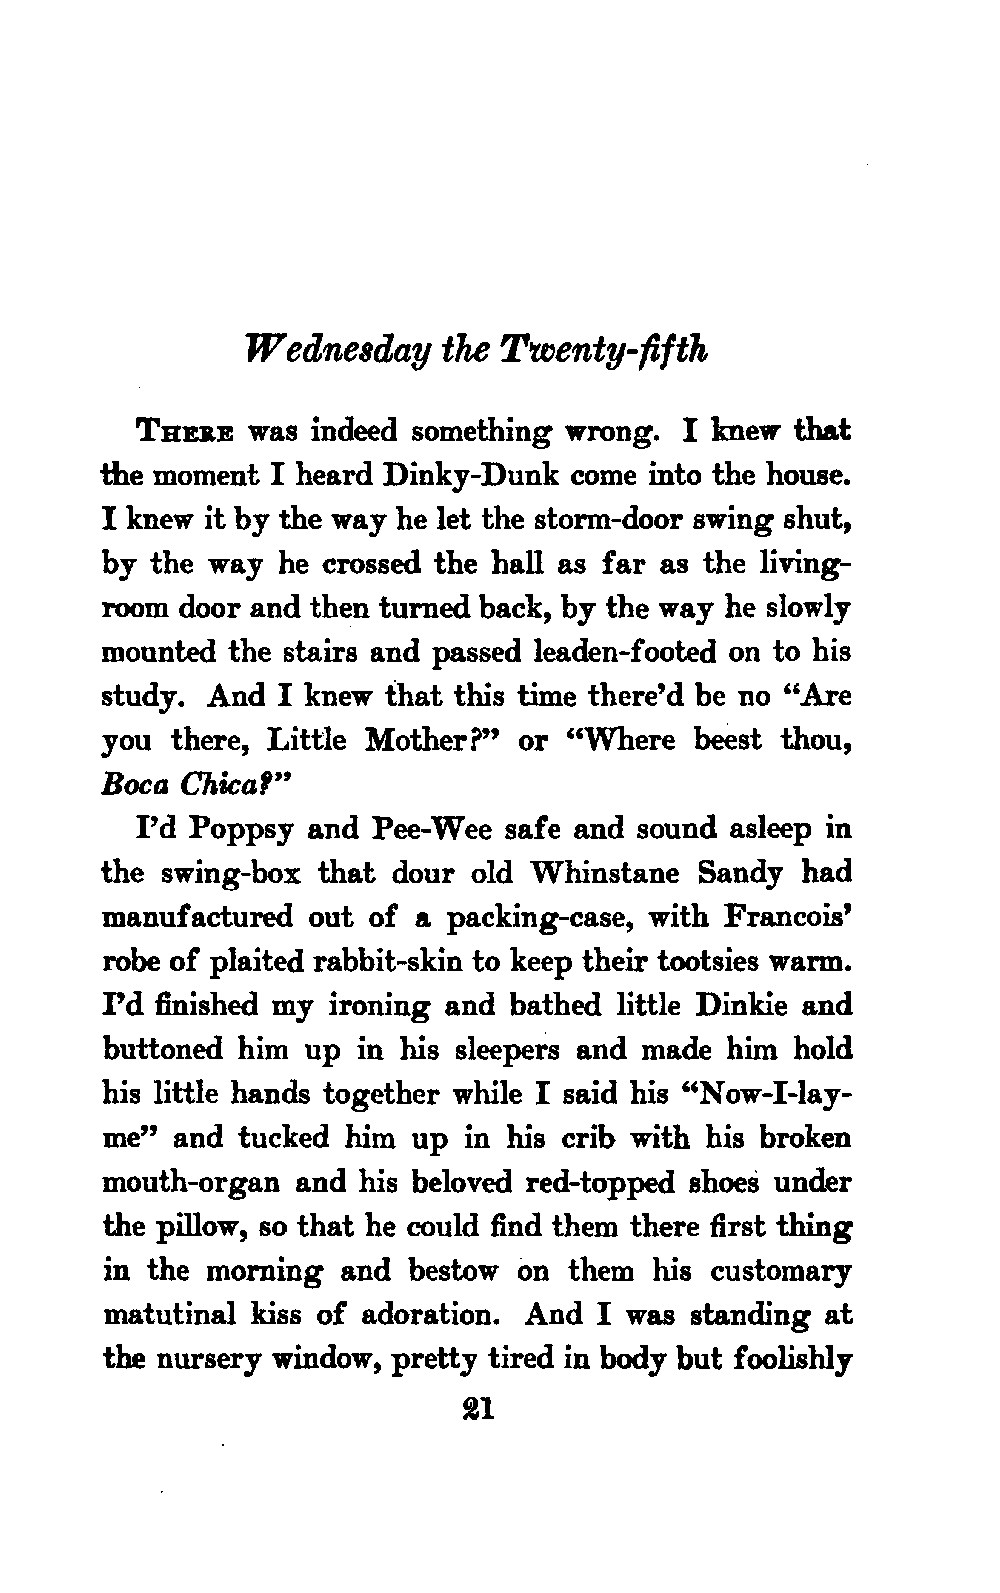 Wednesday the Twenty-fifth
THERE was indeed something wrong. I knew that
the moment I heard Dinky-Dunk come into the house.
I knew it by the way he let the storm-door swing shut,
by the way he crossed the hall as far as the living-
room door and then turned back, by the way he slowly
mounted the stairs and passed leaden-footed on to his
study. And I knew that this time there'd be no “Are
you there, Little Mother?” or “Where beest thou,
Boca Chica?”
I'd Poppsy and Pee-Wee safe and sound asleep in
the swing-box that dour old Whinstane Sandy had
manufactured out of a packing-case, with Francois'
robe of plaited rabbit-skin to keep their tootsies warm.
I'd finished my ironing and bathed little Dinkie and
buttoned him up in his sleepers and made him hold
his little hands together while I said his “Now-I-lay-
me” and tucked him up in his crib with his broken
mouth-organ and his beloved red-topped shoes under
the pillow, so that he could find them there first thing
in the morning and bestow on them his customary
matutinal kiss of adoration. And I was standing at
the nursery window, pretty tired in body but foolishly
21